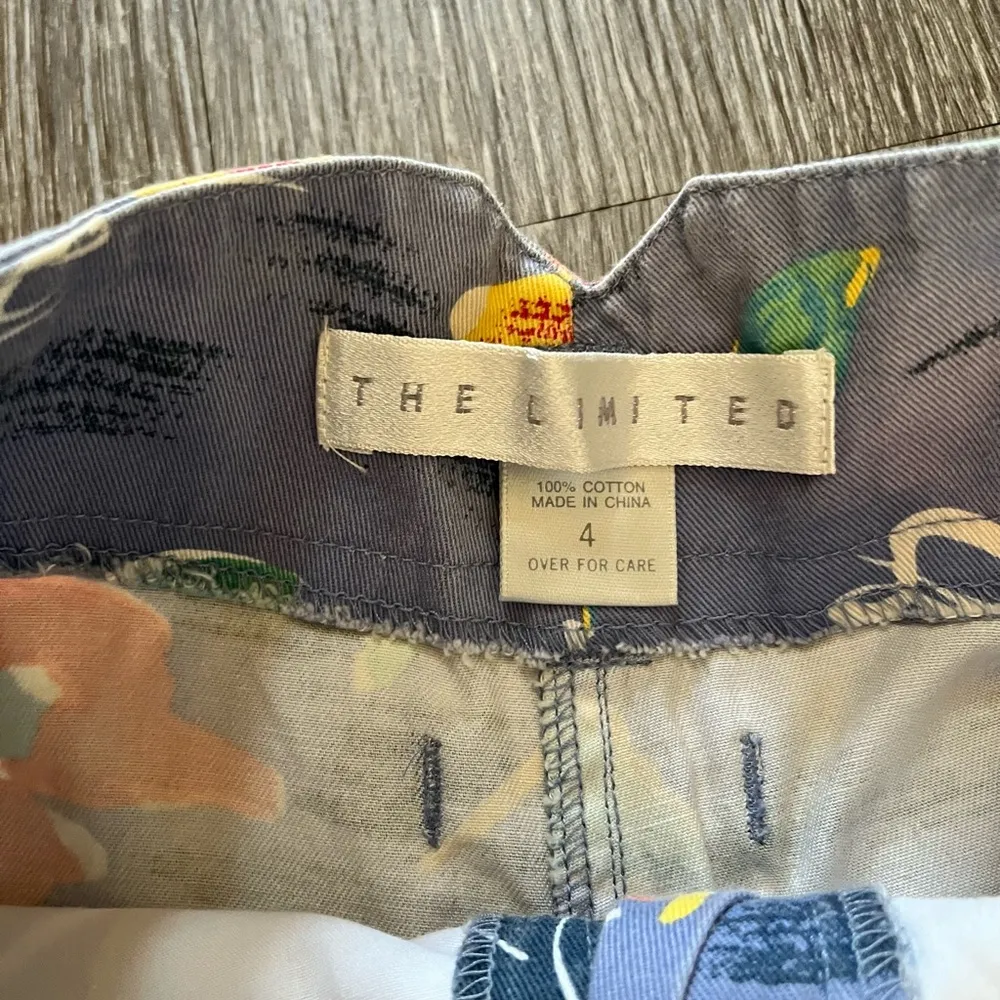 THE LIMITED
100% COTTON
MADE IN CHINA
4
OVER FOR CARE